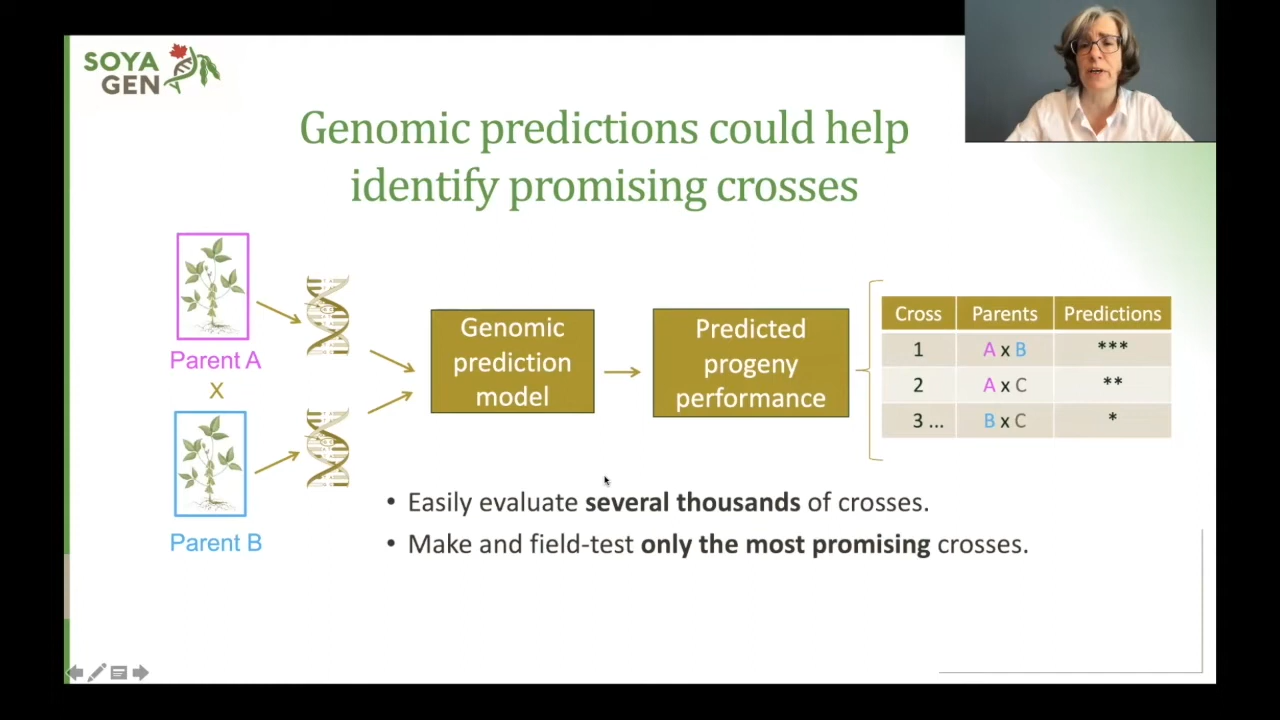 SOYA
GEN
Genomic predictions could help
identify promising crosses
Parent A
X
Parent B
Genomic
prediction
model
Predicted
progeny
performance
Cross Parents Predictions
1 A x B ***
2 A x C **
3 ... B x C *
• Easily evaluate several thousands of crosses.
• Make and field-test only the most promising crosses.